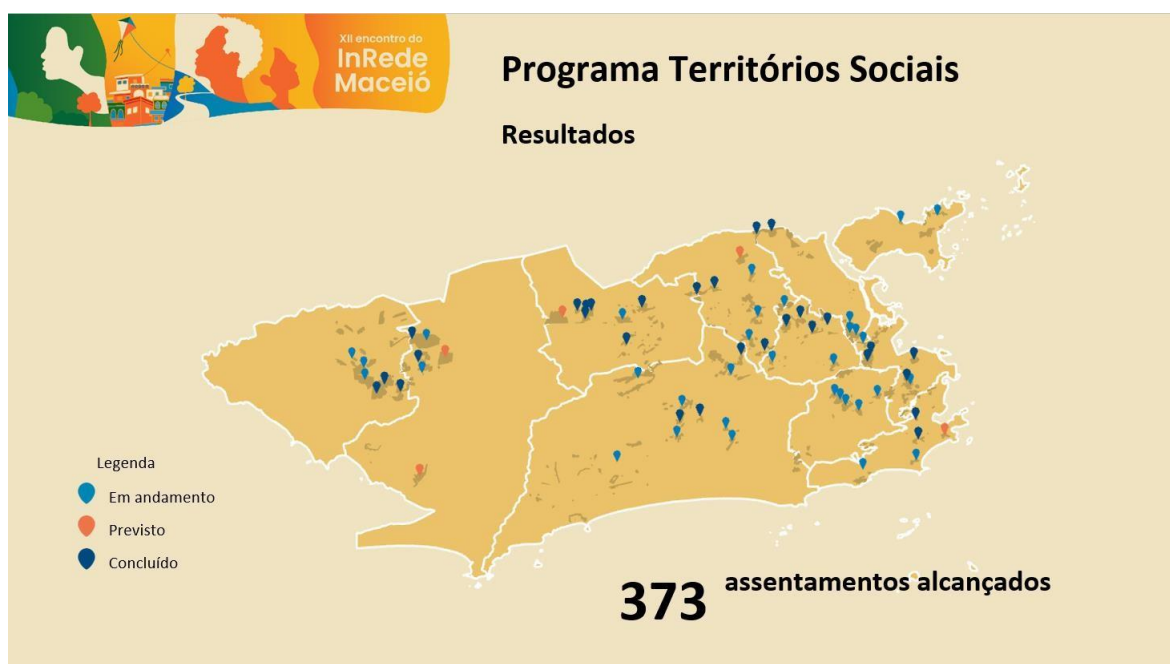 XII encontro do
InRede
Maceió
Programa Territórios Sociais
Resultados
Legenda
Em andamento
Previsto
Concluído
373 assentamentos alcançados